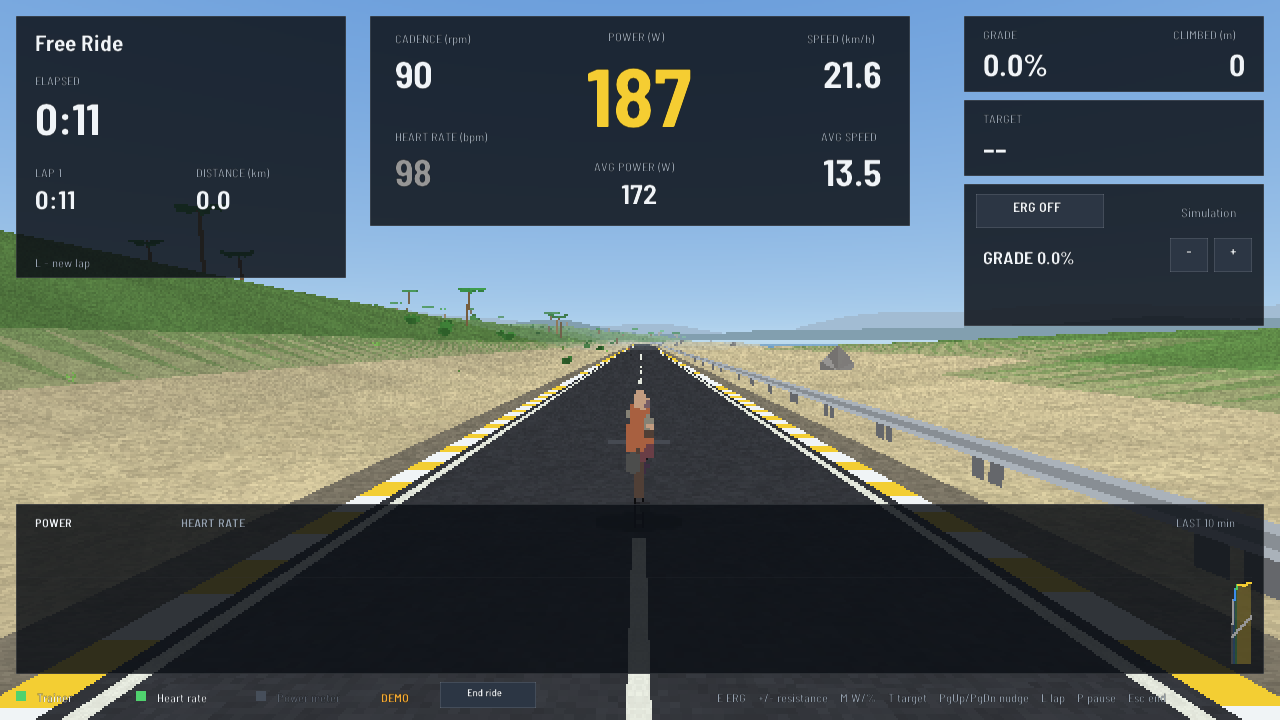 Free Ride
ELAPSED
0:11
LAP 1
DISTANCE (km)
0:11
0.0
L - new lap
CADENCE (rpm)
POWER (W)
SPEED (km/h)
90
187
21.6
HEART RATE (bpm)
AVG POWER (W)
AVG SPEED
98
172
13.5
GRADE
CLIMBED (m)
0.0%
0
TARGET
--
ERG OFF
Simulation
GRADE 0.0%
-
+
POWER
HEART RATE
LAST 10 min
Trainer
Heart rate
Power meter
DEMO
End ride
E ERG +/- resistance M W/% T target PgUp/PgDn nudge L lap P pause Esc end